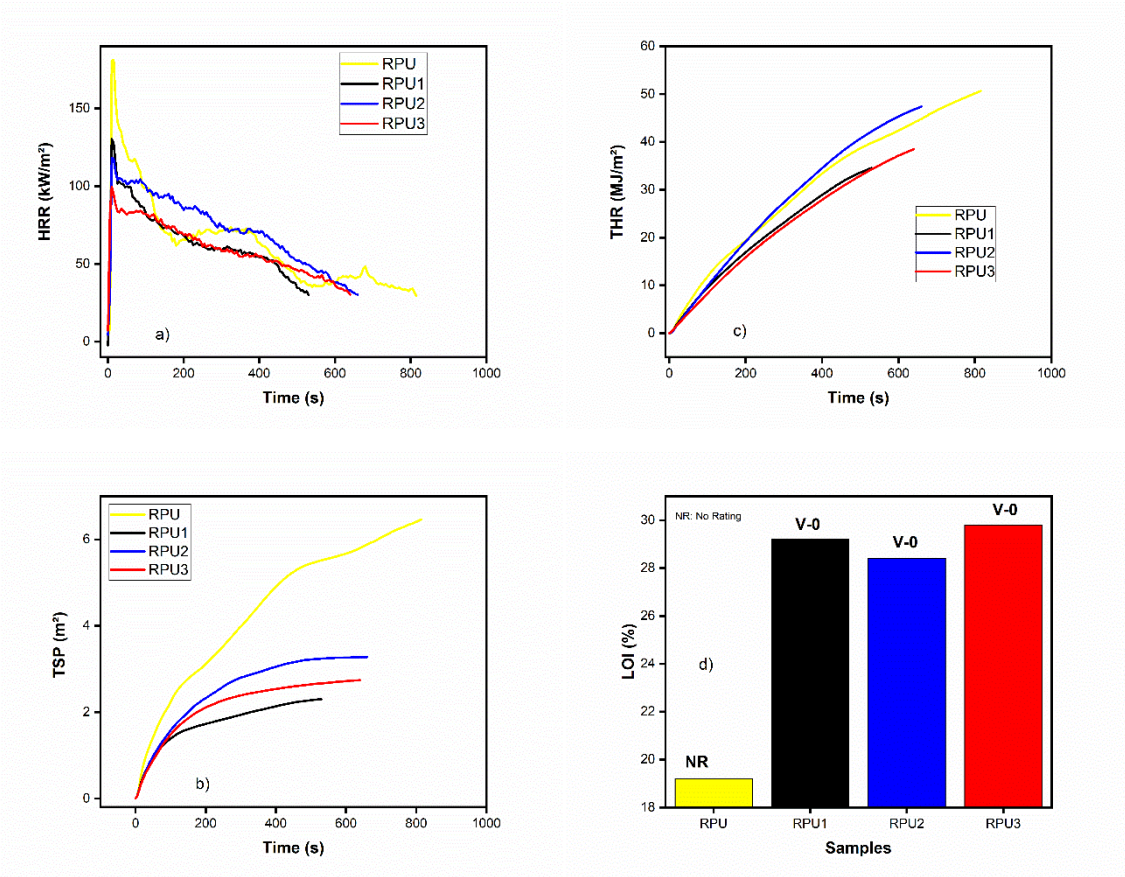 HRR (kW/m²)
150
100
50
0
RPU
RPU1
RPU2
RPU3
a)
0 200 400 600 800 1000
Time (s)
THR (MJ/m²)
60
50
40
30
20
10
0
RPU
RPU1
RPU2
RPU3
c)
0 200 400 600 800 1000
Time (s)
TSP (m²)
6
4
2
0
RPU
RPU1
RPU2
RPU3
b)
0 200 400 600 800 1000
Time (s)
LOI (%)
30
28
26
24
22
20
18
NR: No Rating
V-0
V-0
V-0
NR
d)
RPU RPU1 RPU2 RPU3
Samples